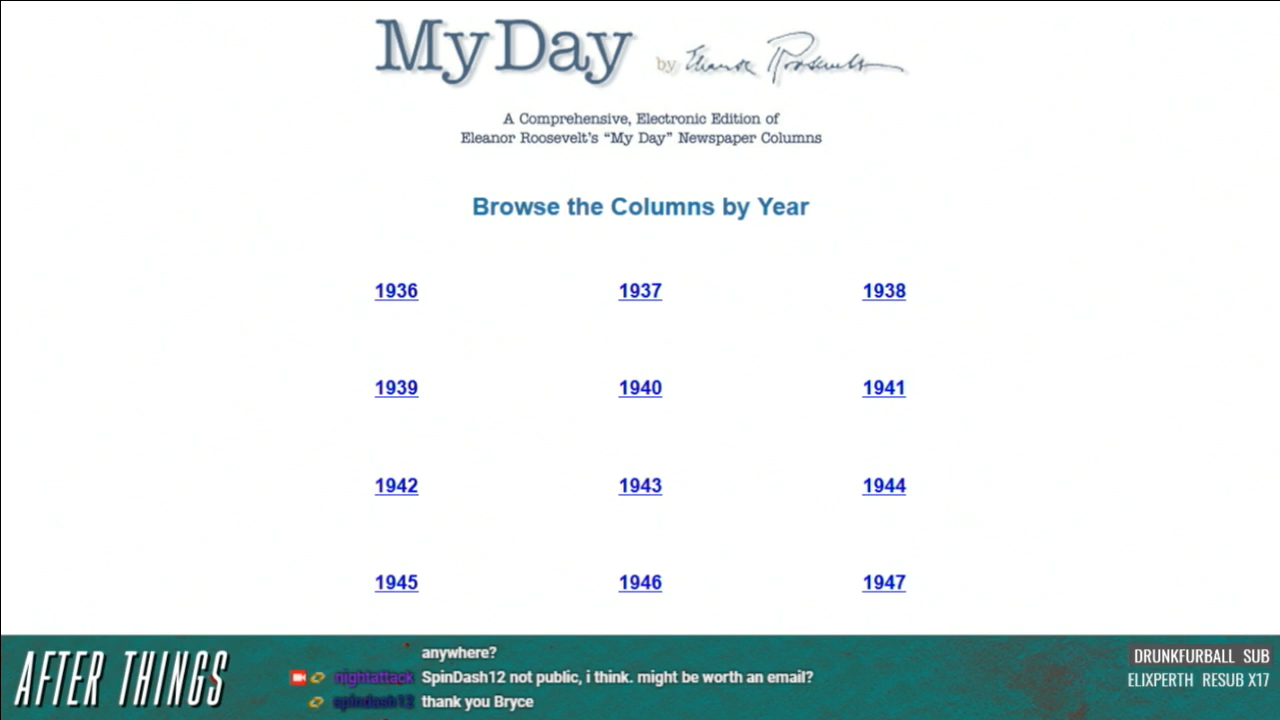 My Day by Eleanor Roosevelt
A Comprehensive, Electronic Edition of
Eleanor Roosevelt's “My Day” Newspaper Columns
Browse the Columns by Year
1936 1937 1938
1939 1940 1941
1942 1943 1944
1945 1946 1947
AFTER THINGS
anywhere?
nightattack SpinDash12 not public, i think. might be worth an email?
spindash12 thank you Bryce
DRUNKFURBALL SUB
ELIXPERTH RESUB X17